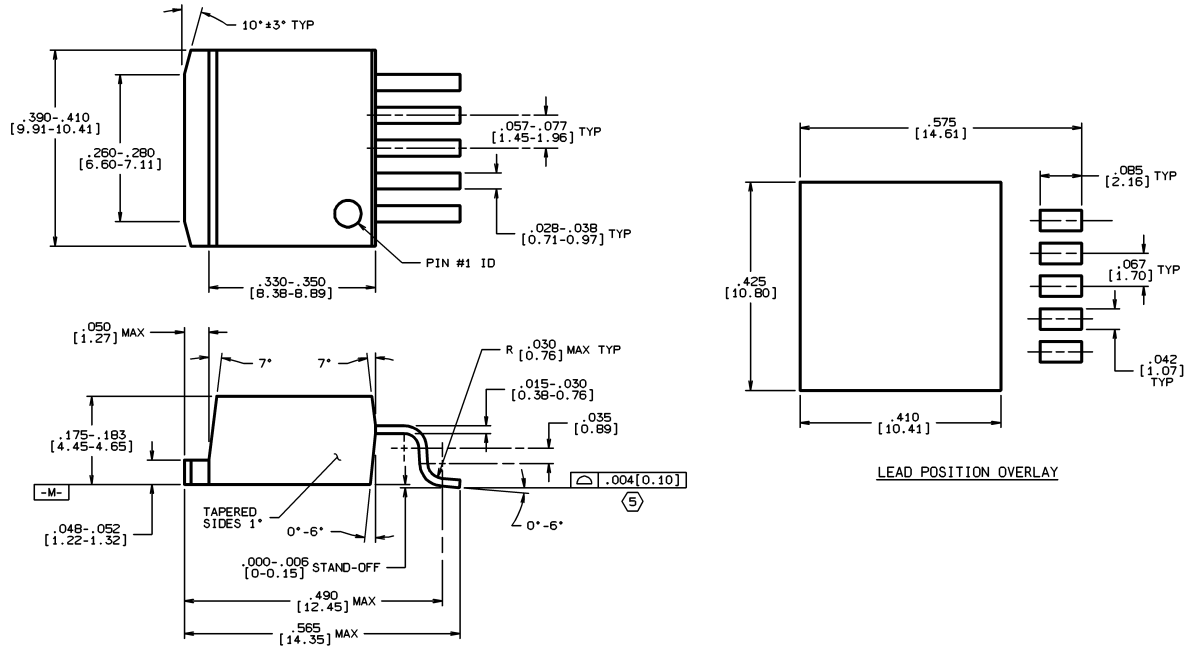 10°±3° TYP
.390-.410
[9.91-10.41]
.260-.280
[6.60-7.11]
.057-.077 TYP
[1.45-1.96]
.028-.038 TYP
[0.71-0.97]
PIN #1 ID
.330-.350
[8.38-8.89]
.575
[14.61]
.085 TYP
[2.16]
.067 TYP
[1.70]
.425
[10.80]
.042
[1.07]
TYP
.410
[10.41]
LEAD POSITION OVERLAY
.050 MAX
[1.27]
7°
7°
R .030 MAX TYP
[0.76]
.015-.030
[0.38-0.76]
.035
[0.89]
.175-.183
[4.45-4.65]
-M-
.048-.052
[1.22-1.32]
TAPERED
SIDES 1°
0°-6°
.004[0.10]
5
0°-6°
.000-.006 STAND-OFF
[0-0.15]
.490 MAX
[12.45]
.565 MAX
[14.35]